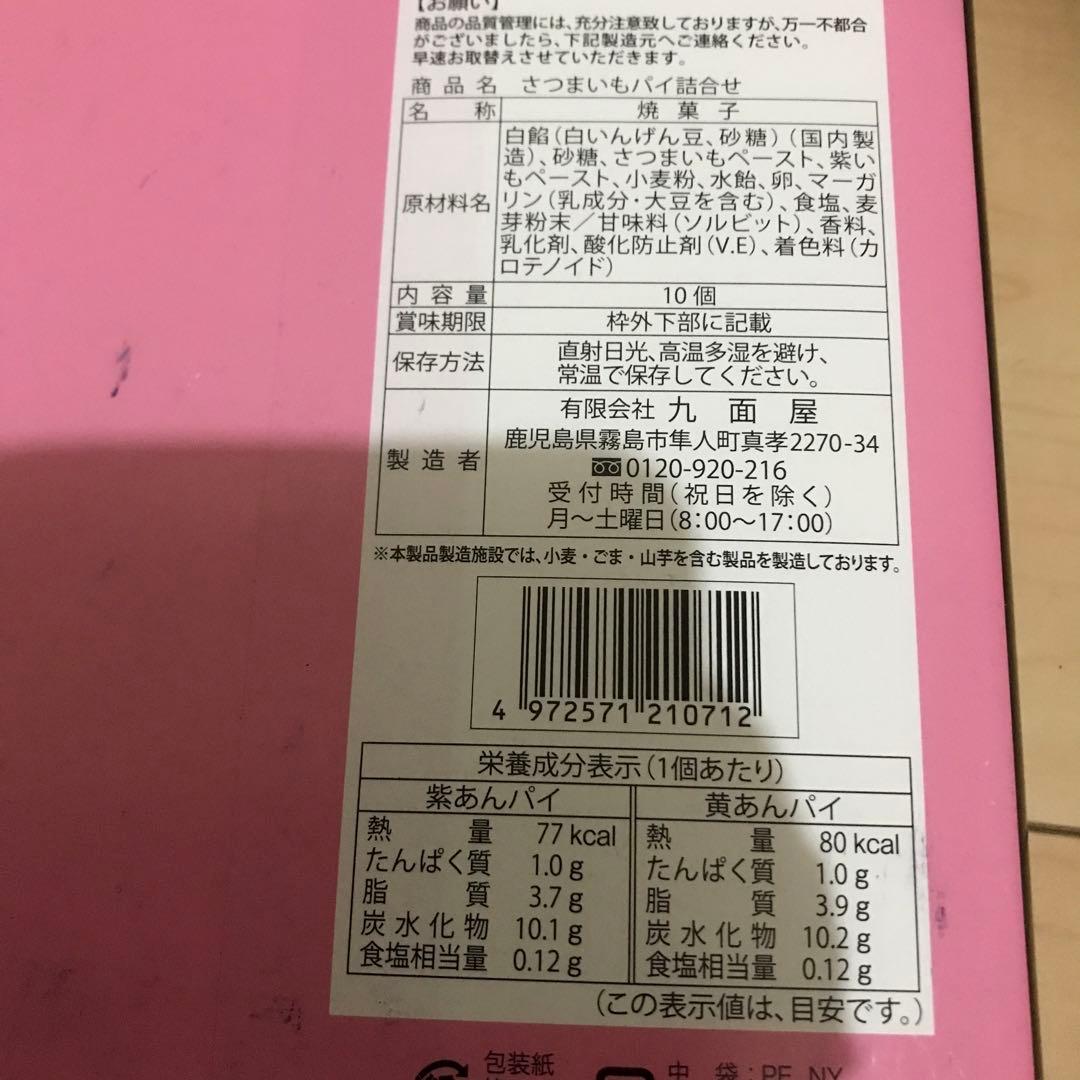 【お願い】
商品の品質管理には、充分注意致しておりますが、万一不都合
がございましたら、下記製造元へご連絡ください。
早速お取替えさせていただきます。
商品名 さつまいもパイ詰合せ
名称 焼菓子
原材料名 白餡（白いんげん豆、砂糖）（国内製
造）、砂糖、さつまいもペースト、紫い
もペースト、小麦粉、水飴、卵、マーガ
リン（乳成分・大豆を含む）、食塩、麦
芽粉末／甘味料（ソルビット）、香料、
乳化剤、酸化防止剤（V.E）、着色料（カ
ロテノイド）
内容量 10個
賞味期限 枠外下部に記載
保存方法 直射日光、高温多湿を避け、
常温で保存してください。
製造者 有限会社 九面屋
鹿児島県霧島市隼人町真孝2270-34
0120-920-216
受付時間（祝日を除く）
月～土曜日（8：00～17：00）
※本製品製造施設では、小麦・ごま・山芋を含む製品を製造しております。
4 972571 210712
栄養成分表示（1個あたり）
紫あんパイ
熱量 77 kcal
たんぱく質 1.0 g
脂質 3.7 g
炭水化物 10.1 g
食塩相当量 0.12 g
黄あんパイ
熱量 80 kcal
たんぱく質 1.0 g
脂質 3.9 g
炭水化物 10.2 g
食塩相当量 0.12 g
（この表示値は、目安です。）
包装紙
中袋：PE、NY